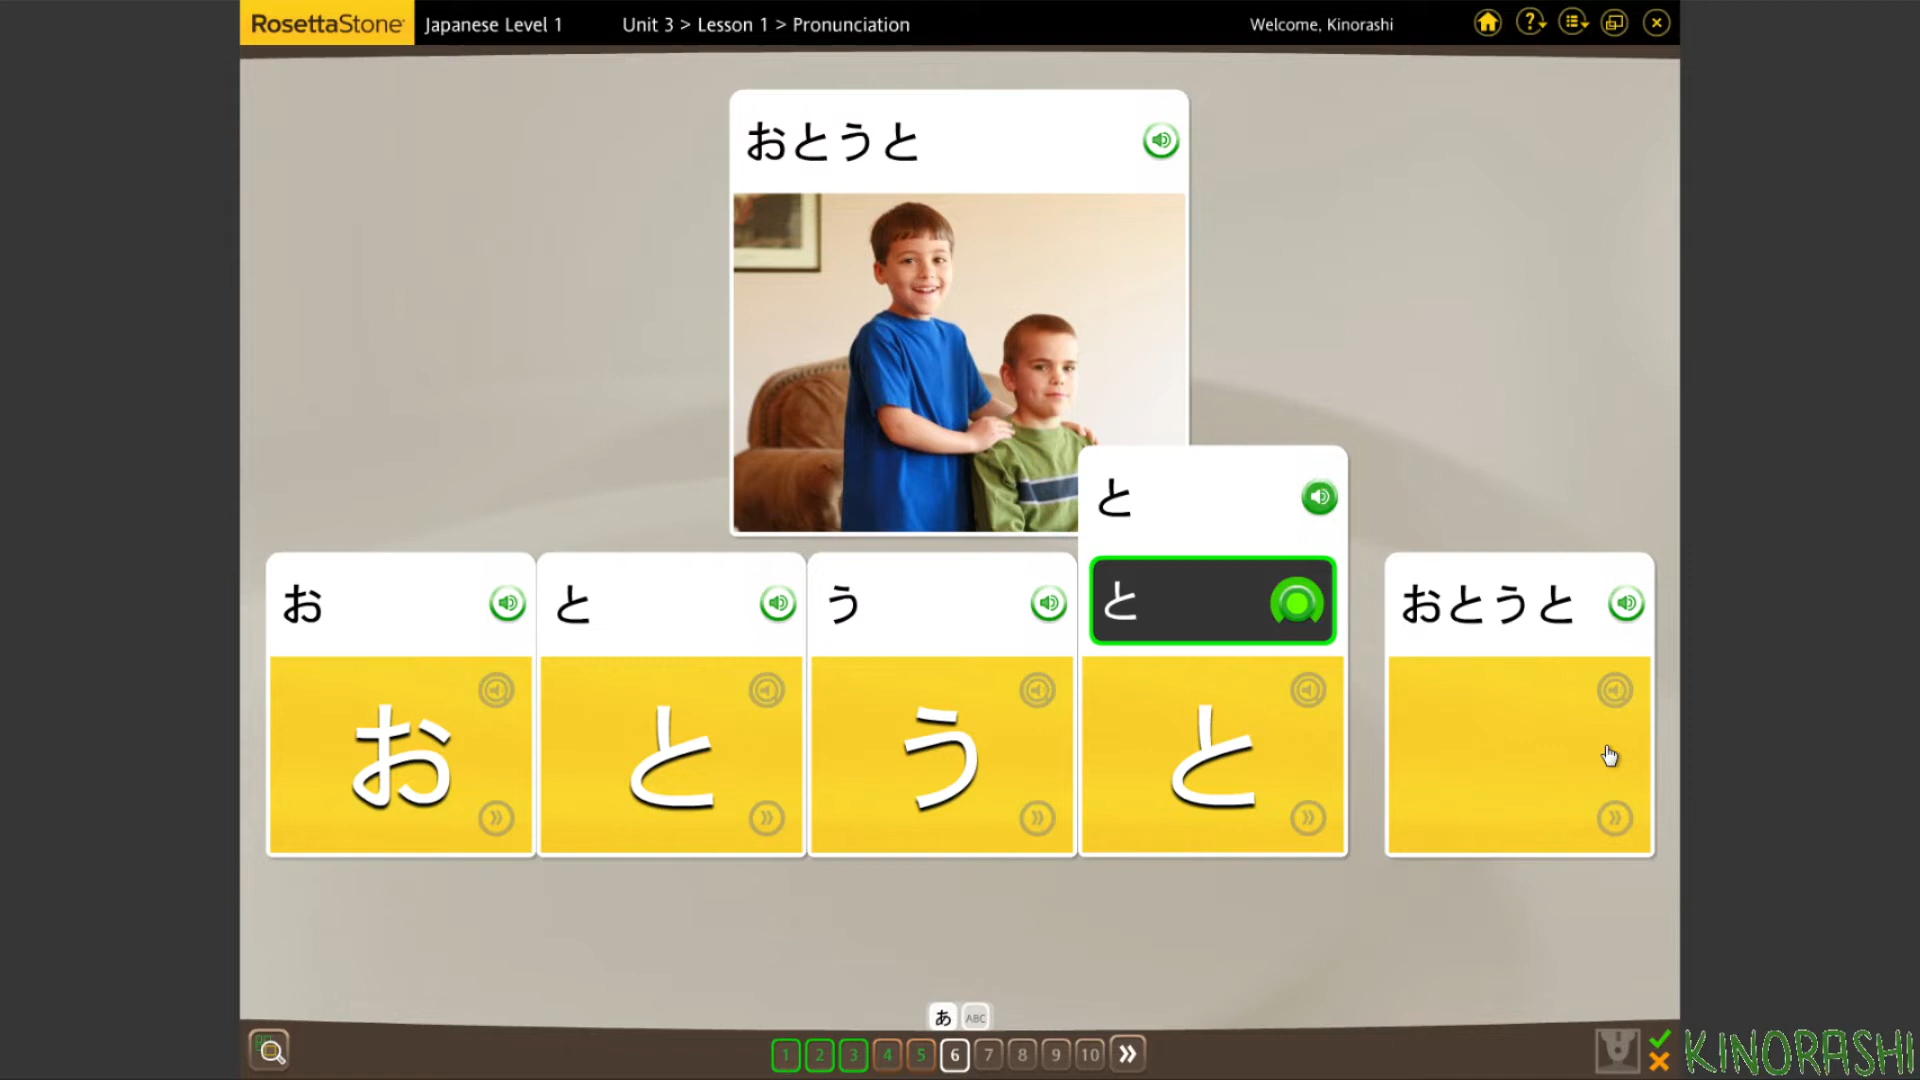 RosettaStone
Japanese Level 1
Unit 3 > Lesson 1 > Pronunciation
Welcome, Kinorashi
おとうと
と
お
と
う
と
おとうと
お
と
う
と
あ
ABC
1 2 3 4 5 6 7 8 9 10
KINORASHI